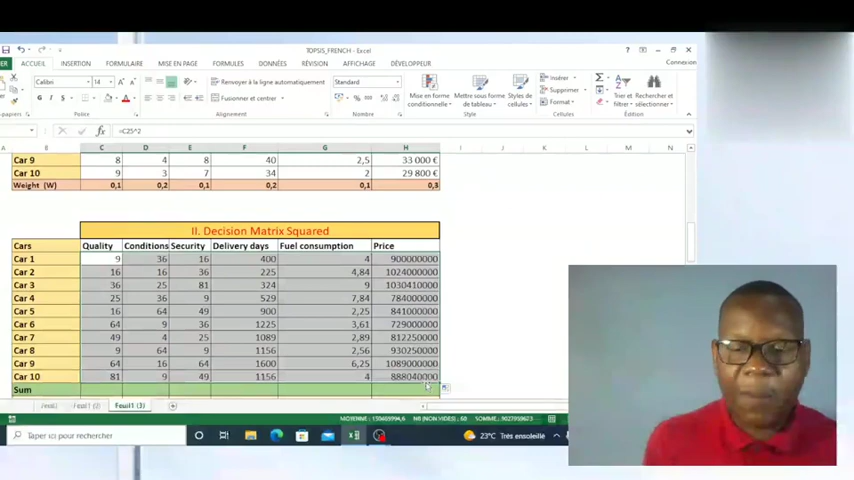 TOPSIS_FRENCH - Excel
ACCUEIL INSERTION FORMULAIRE MISE EN PAGE FORMULES DONNÉES RÉVISION AFFICHAGE DÉVELOPPEUR
Connexion
Calibri 14 Renvoyer à la ligne automatiquement Standard Insérer
Fusionner et centrer Mise en forme conditionnelle Mettre sous forme de tableau Styles de cellules Supprimer Trier et filtrer Rechercher et sélectionner
Format
Police Alignement Nombre Style Cellules Édition
=C25^2
B C D E F G H I J K L M N
Car 9 8 4 8 40 2,5 33 000 €
Car 10 9 3 7 34 2 29 800 €
Weight (W) 0,1 0,2 0,1 0,2 0,1 0,3
II. Decision Matrix Squared
Cars Quality Conditions Security Delivery days Fuel consumption Price
Car 1 9 36 16 400 4 900000000
Car 2 16 16 36 225 4,84 1024000000
Car 3 36 25 81 324 9 1030410000
Car 4 25 36 9 529 7,84 784000000
Car 5 16 64 49 900 2,25 841000000
Car 6 64 9 36 1225 3,61 729000000
Car 7 49 4 25 1089 2,89 812250000
Car 8 9 64 9 1156 2,56 930250000
Car 9 64 16 64 1600 6,25 1089000000
Car 10 81 9 49 1156 4 888040000
Sum
Feuil1 (2) Feuil1 (3)
Taper ici pour rechercher 23°C Très ensoleillé